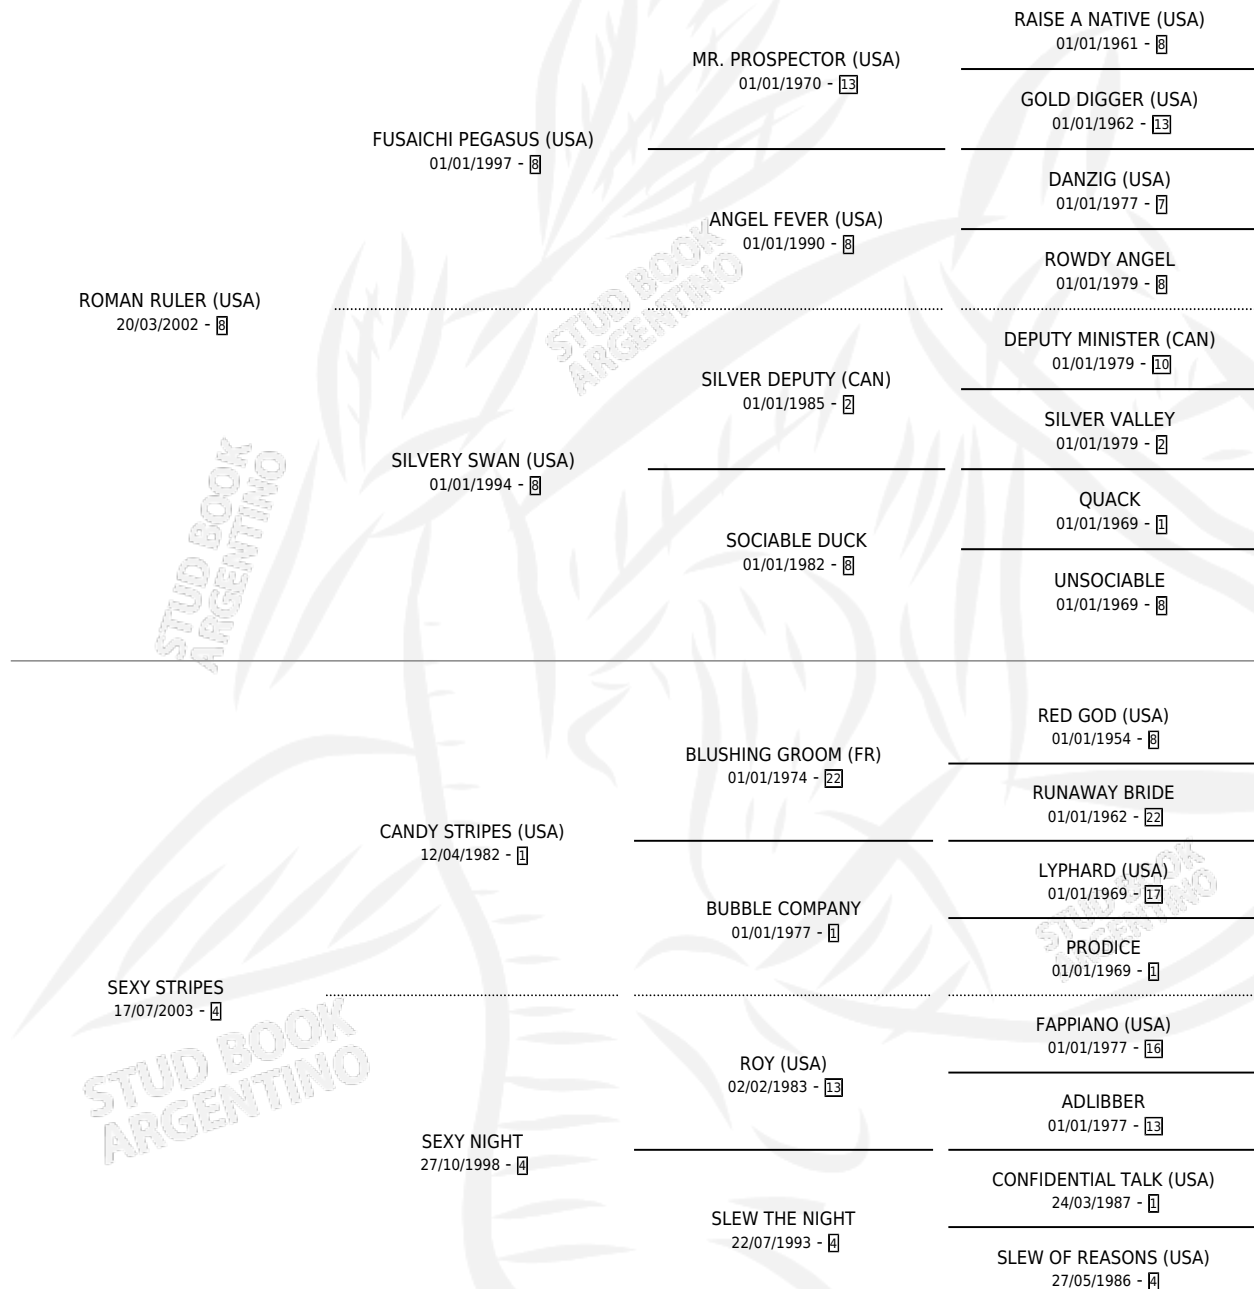 RAISE A NATIVE (USA)
01/01/1961 - 8
MR. PROSPECTOR (USA)
01/01/1970 - 13
GOLD DIGGER (USA)
01/01/1962 - 13
FUSAICHI PEGASUS (USA)
01/01/1997 - 8
DANZIG (USA)
01/01/1977 - 7
ANGEL FEVER (USA)
01/01/1990 - 8
ROWDY ANGEL
01/01/1979 - 8
ROMAN RULER (USA)
20/03/2002 - 8
DEPUTY MINISTER (CAN)
01/01/1979 - 10
SILVER DEPUTY (CAN)
01/01/1985 - 2
SILVER VALLEY
01/01/1979 - 2
SILVERY SWAN (USA)
01/01/1994 - 8
QUACK
01/01/1969 - 1
SOCIABLE DUCK
01/01/1982 - 8
UNSOCIABLE
01/01/1969 - 8
RED GOD (USA)
01/01/1954 - 8
BLUSHING GROOM (FR)
01/01/1974 - 22
RUNAWAY BRIDE
01/01/1962 - 22
CANDY STRIPES (USA)
12/04/1982 - 1
LYPHARD (USA)
01/01/1969 - 17
BUBBLE COMPANY
01/01/1977 - 1
PRODICE
01/01/1969 - 1
SEXY STRIPES
17/07/2003 - 4
FAPPIANO (USA)
01/01/1977 - 16
ROY (USA)
02/02/1983 - 13
ADLIBBER
01/01/1977 - 13
SEXY NIGHT
27/10/1998 - 4
CONFIDENTIAL TALK (USA)
24/03/1987 - 1
SLEW THE NIGHT
22/07/1993 - 4
SLEW OF REASONS (USA)
27/05/1986 - 4
STUD BOOK
ARGENTINO
STUD BOOK
ARGENTINO
STUD BOOK
ARGENTINO
STUD BOOK
ARGENTINO